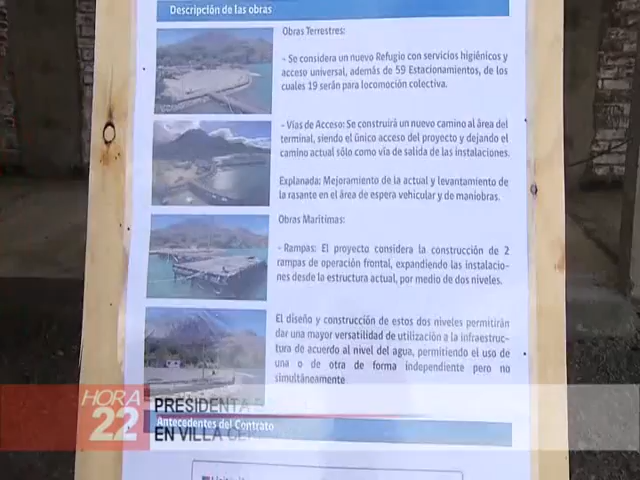 Descripción de las obras
Obras Terrestres:
- Se considera un nuevo Refugio con servicios higiénicos y
acceso universal, además de 59 Estacionamientos, de los
cuales 19 serán para locomoción colectiva.
- Vías de Acceso: Se construirá un nuevo camino al área del
terminal, siendo el único acceso del proyecto y dejando el
camino actual sólo como vía de salida de las instalaciones.
Explanada: Mejoramiento de la actual y levantamiento de
la rasante en el área de espera vehicular y de maniobras.
Obras Marítimas:
- Rampas: El proyecto considera la construcción de 2
rampas de operación frontal, expandiendo las instalacio-
nes desde la estructura actual, por medio de dos niveles.
El diseño y construcción de estos dos niveles permitirán
dar una mayor versatilidad de utilización a la infraestruc-
tura de acuerdo al nivel del agua, permitiendo el uso de
una o de otra de forma independiente pero no
simultáneamente
HORA
22
PRESIDENTA
Antecedentes del Contrato
EN VILLA